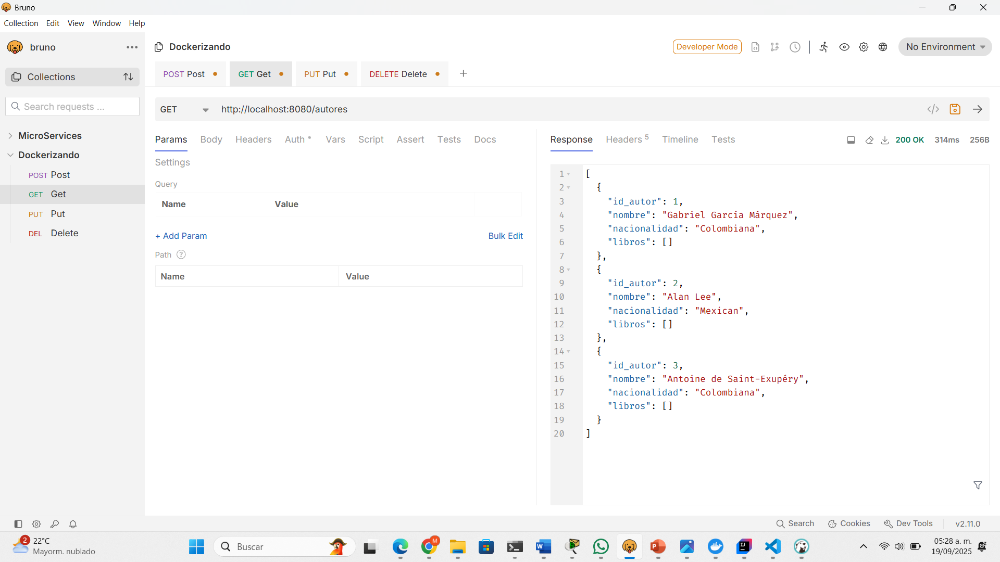 Bruno
Collection Edit View Window Help
bruno
Dockerizando
Developer Mode
No Environment
Collections
POST Post
GET Get
PUT Put
DELETE Delete
Search requests ...
GET
http://localhost:8080/autores
MicroServices
Dockerizando
POST Post
GET Get
PUT Put
DEL Delete
Params Body Headers Auth Vars Script Assert Tests Docs
Settings
Query
Name Value
+ Add Param Bulk Edit
Path ?
Name Value
Response Headers 5 Timeline Tests
200 OK 314ms 256B
1 [
2 {
3 "id_autor": 1,
4 "nombre": "Gabriel García Márquez",
5 "nacionalidad": "Colombiana",
6 "libros": []
7 },
8 {
9 "id_autor": 2,
10 "nombre": "Alan Lee",
11 "nacionalidad": "Mexican",
12 "libros": []
13 },
14 {
15 "id_autor": 3,
16 "nombre": "Antoine de Saint-Exupéry",
17 "nacionalidad": "Colombiana",
18 "libros": []
19 }
20 ]
Search Cookies Dev Tools v2.11.0
2
22°C
Mayorm. nublado
Buscar
M
W
P
IJ
05:28 a. m.
19/09/2025